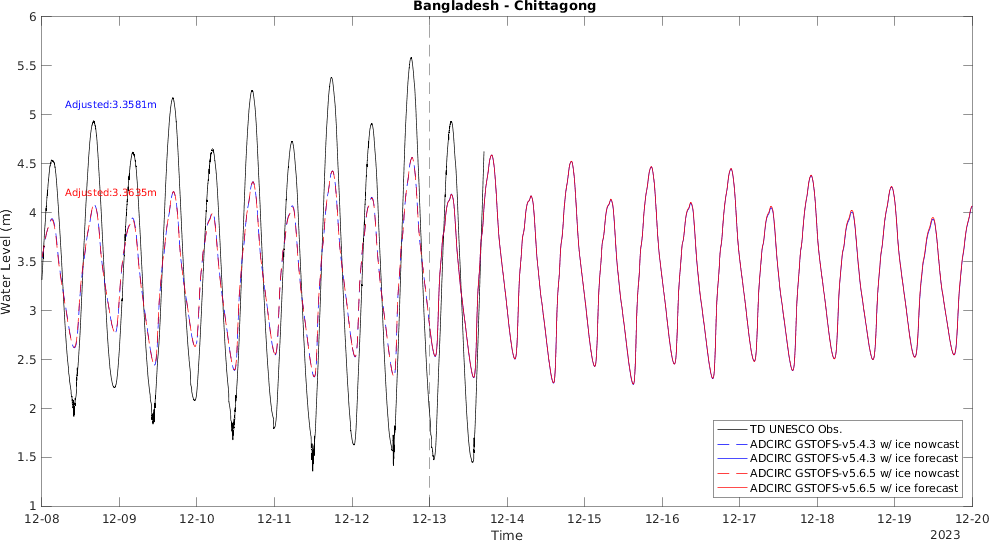 Bangladesh - Chittagong
Water Level (m)
6
5.5
5
4.5
4
3.5
3
2.5
2
1.5
1
Adjusted:3.3581m
Adjusted:3.3635m
TD UNESCO Obs.
ADCIRC GSTOFS-v5.4.3 w/ ice nowcast
ADCIRC GSTOFS-v5.4.3 w/ ice forecast
ADCIRC GSTOFS-v5.6.5 w/ ice nowcast
ADCIRC GSTOFS-v5.6.5 w/ ice forecast
12-08 12-09 12-10 12-11 12-12 12-13 12-14 12-15 12-16 12-17 12-18 12-19 12-20
Time
2023